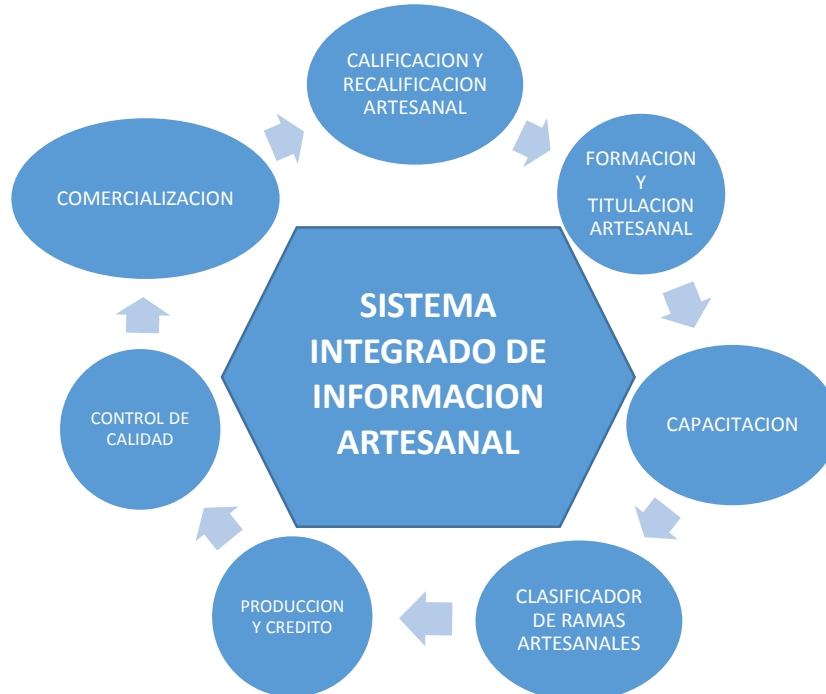 CALIFICACION Y
RECALIFICACION
ARTESANAL
FORMACION
Y
TITULACION
ARTESANAL
CAPACITACION
CLASIFICADOR
DE RAMAS
ARTESANALES
PRODUCCION
Y CREDITO
CONTROL DE
CALIDAD
COMERCIALIZACION
SISTEMA
INTEGRADO DE
INFORMACION
ARTESANAL